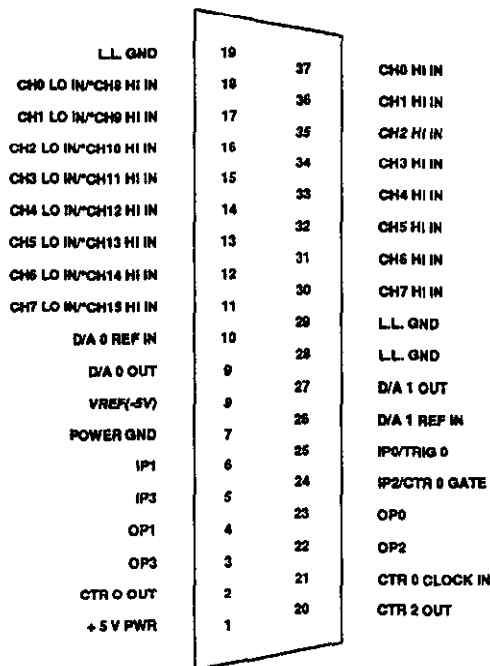 L.L. GND 19
37 CH0 HI IN
CH0 LO IN/*CH8 HI IN 18
36 CH1 HI IN
CH1 LO IN/*CH9 HI IN 17
35 CH2 HI IN
CH2 LO IN/*CH10 HI IN 16
34 CH3 HI IN
CH3 LO IN/*CH11 HI IN 15
33 CH4 HI IN
CH4 LO IN/*CH12 HI IN 14
32 CH5 HI IN
CH5 LO IN/*CH13 HI IN 13
31 CH6 HI IN
CH6 LO IN/*CH14 HI IN 12
30 CH7 HI IN
CH7 LO IN/*CH15 HI IN 11
29 L.L. GND
D/A 0 REF IN 10
28 L.L. GND
D/A 0 OUT 9
27 D/A 1 OUT
VREF(-5V) 8
26 D/A 1 REF IN
POWER GND 7
25 IP0/TRIG 0
IP1 6
24 IP2/CTR 0 GATE
IP3 5
23 OP0
OP1 4
22 OP2
OP3 3
21 CTR 0 CLOCK IN
CTR O OUT 2
20 CTR 2 OUT
+ 5 V PWR 1